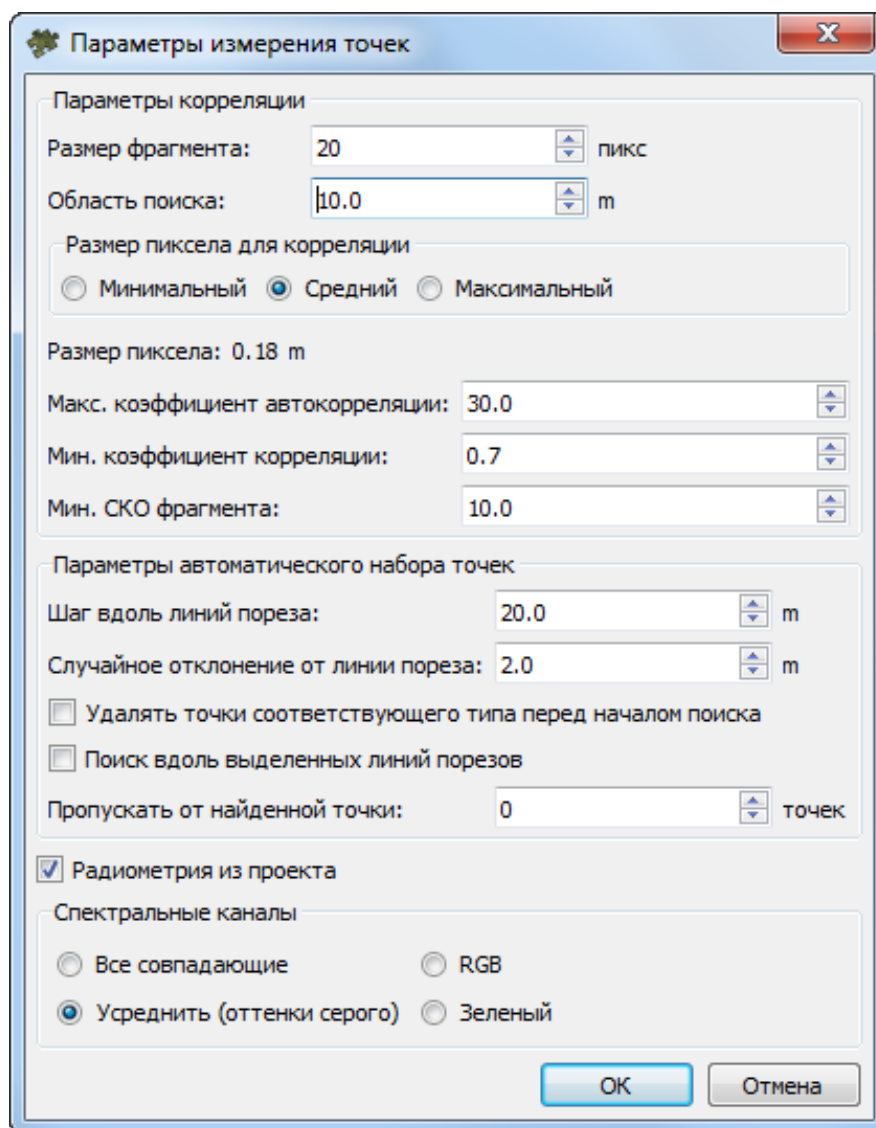 Параметры измерения точек
Параметры корреляции
Размер фрагмента: 20 пикс
Область поиска: 10.0 m
Размер пиксела для корреляции
Минимальный Средний Максимальный
Размер пиксела: 0.18 m
Макс. коэффициент автокорреляции: 30.0
Мин. коэффициент корреляции: 0.7
Мин. СКО фрагмента: 10.0
Параметры автоматического набора точек
Шаг вдоль линий пореза: 20.0 m
Случайное отклонение от линии пореза: 2.0 m
Удалять точки соответствующего типа перед началом поиска
Поиск вдоль выделенных линий порезов
Пропускать от найденной точки: 0 точек
Радиометрия из проекта
Спектральные каналы
Все совпадающие RGB
Усреднить (оттенки серого) Зеленый
OK Отмена